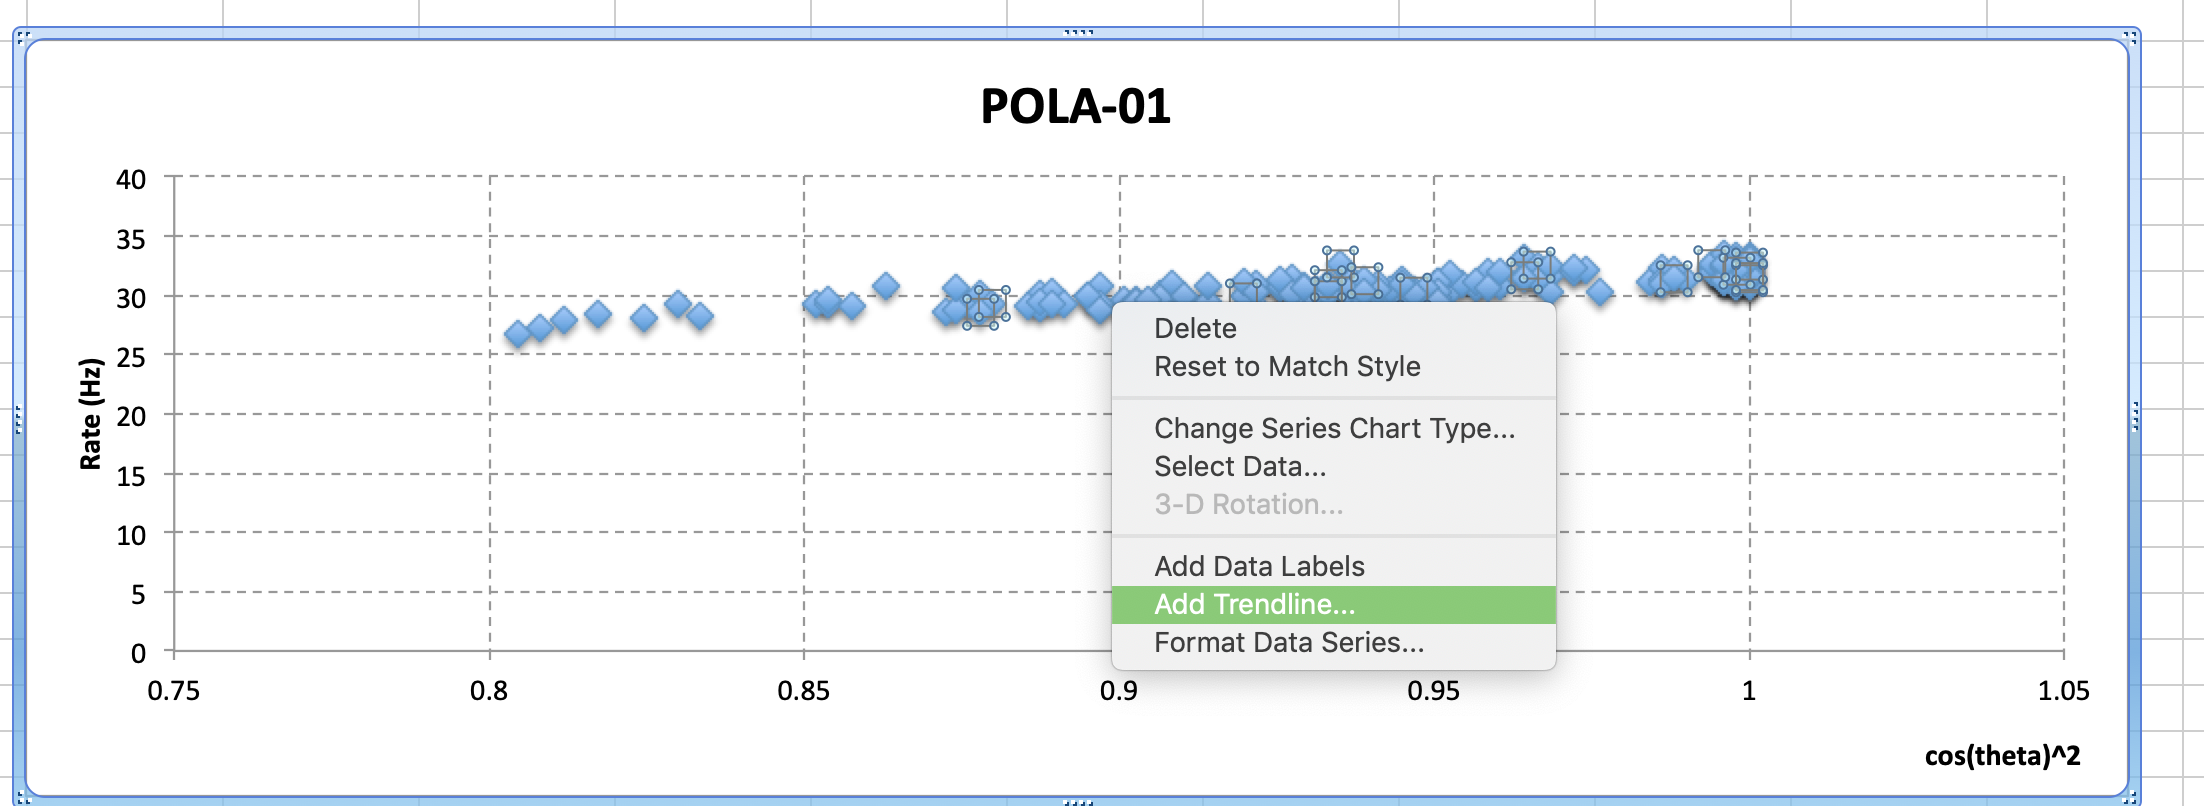 POLA-01
40
35
30
25
20
15
10
5
0
Rate (Hz)
Delete
Reset to Match Style
Change Series Chart Type...
Select Data...
3-D Rotation...
Add Data Labels
Add Trendline...
Format Data Series...
0.75 0.8 0.85 0.9 0.95 1 1.05
cos(theta)^2